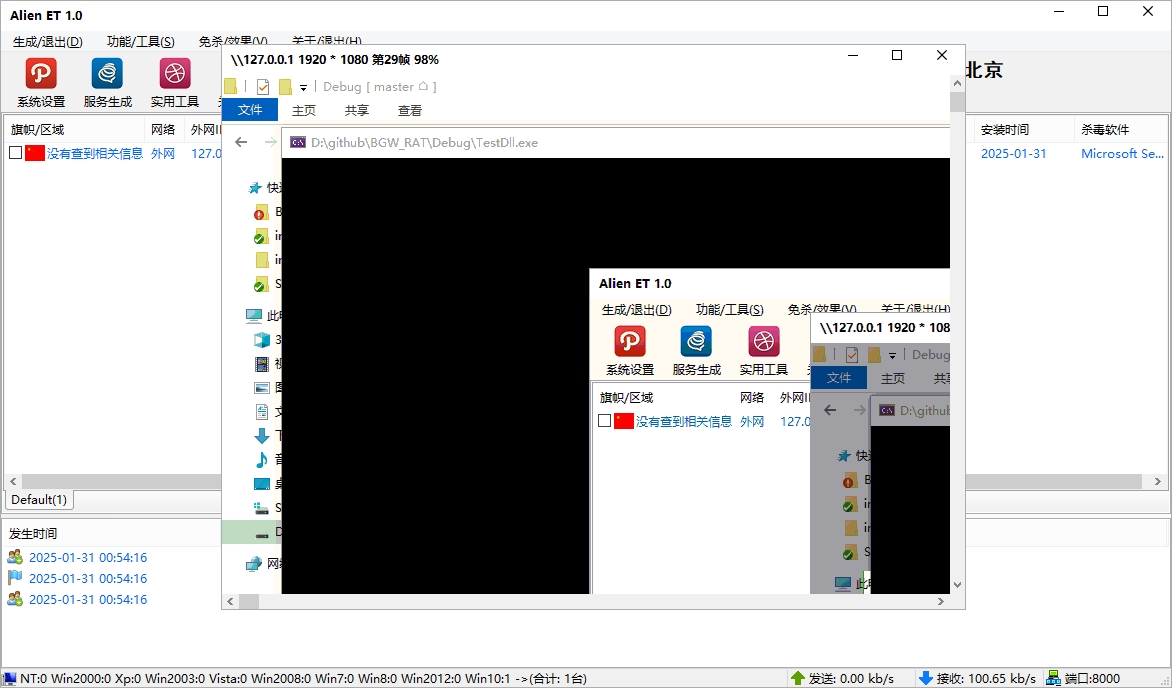 Alien ET 1.0
生成/退出(D) 功能/工具(S) 免杀/效果(V) 关于/退出(H)
系统设置 服务生成 实用工具
北京
旗帜/区域 网络 外网I 安装时间 杀毒软件
没有查到相关信息 外网 127.0 2025-01-31 Microsoft Se...
\\127.0.0.1 1920 * 1080 第29帧 98%
Debug [ master ]
文件 主页 共享 查看
D:\github\BGW_RAT\Debug\TestDll.exe
快
B
in
in
S
此
3
视
图
文
下
音
桌
S
D
网
Alien ET 1.0
生成/退出(D) 功能/工具(S) 免杀/效果(V) 关于/退出(H)
系统设置 服务生成 实用工具
旗帜/区域 网络 外网I
没有查到相关信息 外网 127.0
\\127.0.0.1 1920 * 108
Debug
文件 主页 共享
D:\github
快
B
in
in
S
此
Default(1)
发生时间
2025-01-31 00:54:16
2025-01-31 00:54:16
2025-01-31 00:54:16
NT:0 Win2000:0 Xp:0 Win2003:0 Vista:0 Win2008:0 Win7:0 Win8:0 Win2012:0 Win10:1 ->(合计: 1台) 发送: 0.00 kb/s 接收: 100.65 kb/s 端口:8000